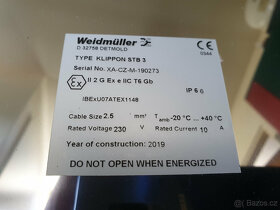 Weidmüller
D 32758 DETMOLD
TYPE KLIPPON STB 3
0344
Serial No. XA-CZ-M-190273
Ex II 2 G Ex e IIC T6 Gb
IP 66
IBExU07ATEX1148
Cable Size 2.5 mm² Tamb -20 °C ... +40°C
Rated Voltage 230 V Rated Current 10 A
Year of construction: 2019
DO NOT OPEN WHEN ENERGIZED